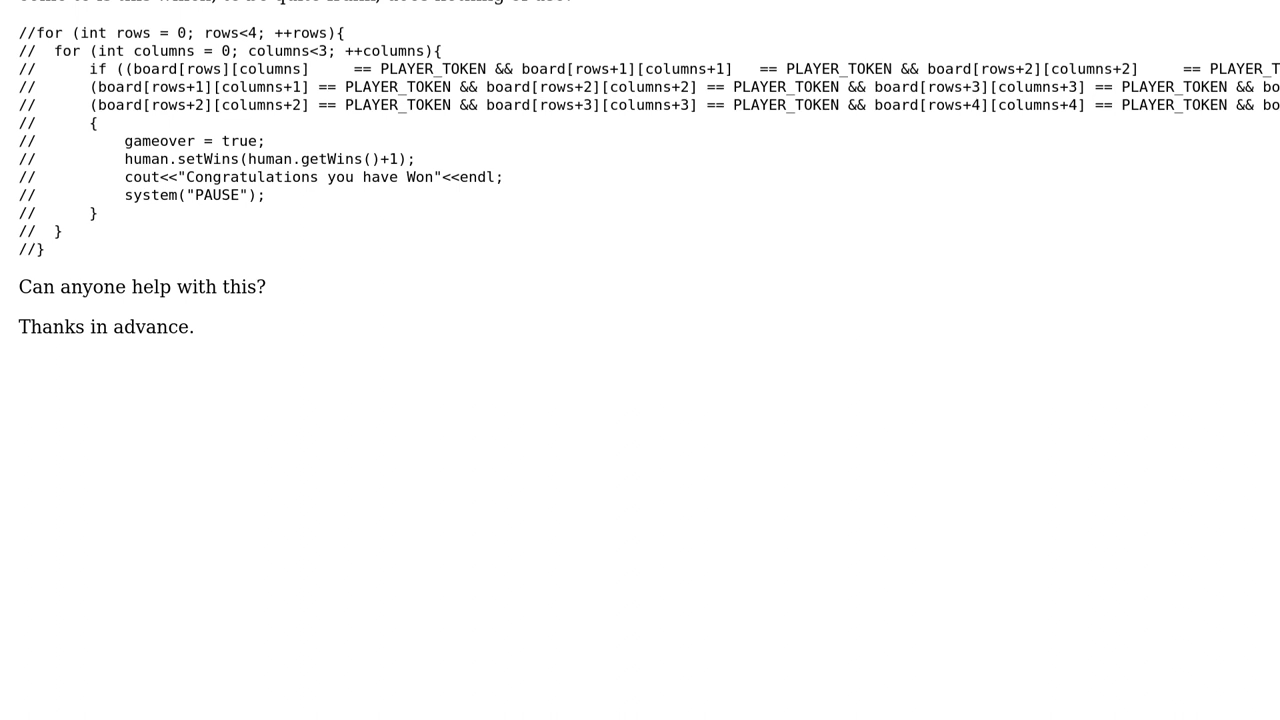 //for (int rows = 0; rows<4; ++rows){
//  for (int columns = 0; columns<3; ++columns){
//      if ((board[rows][columns]     == PLAYER_TOKEN && board[rows+1][columns+1]   == PLAYER_TOKEN && board[rows+2][columns+2]     == PLAYER_T
//      (board[rows+1][columns+1] == PLAYER_TOKEN && board[rows+2][columns+2] == PLAYER_TOKEN && board[rows+3][columns+3] == PLAYER_TOKEN && bo
//      (board[rows+2][columns+2] == PLAYER_TOKEN && board[rows+3][columns+3] == PLAYER_TOKEN && board[rows+4][columns+4] == PLAYER_TOKEN && bo
//      {
//          gameover = true;
//          human.setWins(human.getWins()+1);
//          cout<<"Congratulations you have Won"<<endl;
//          system("PAUSE");
//      }
//  }
//}
Can anyone help with this?
Thanks in advance.